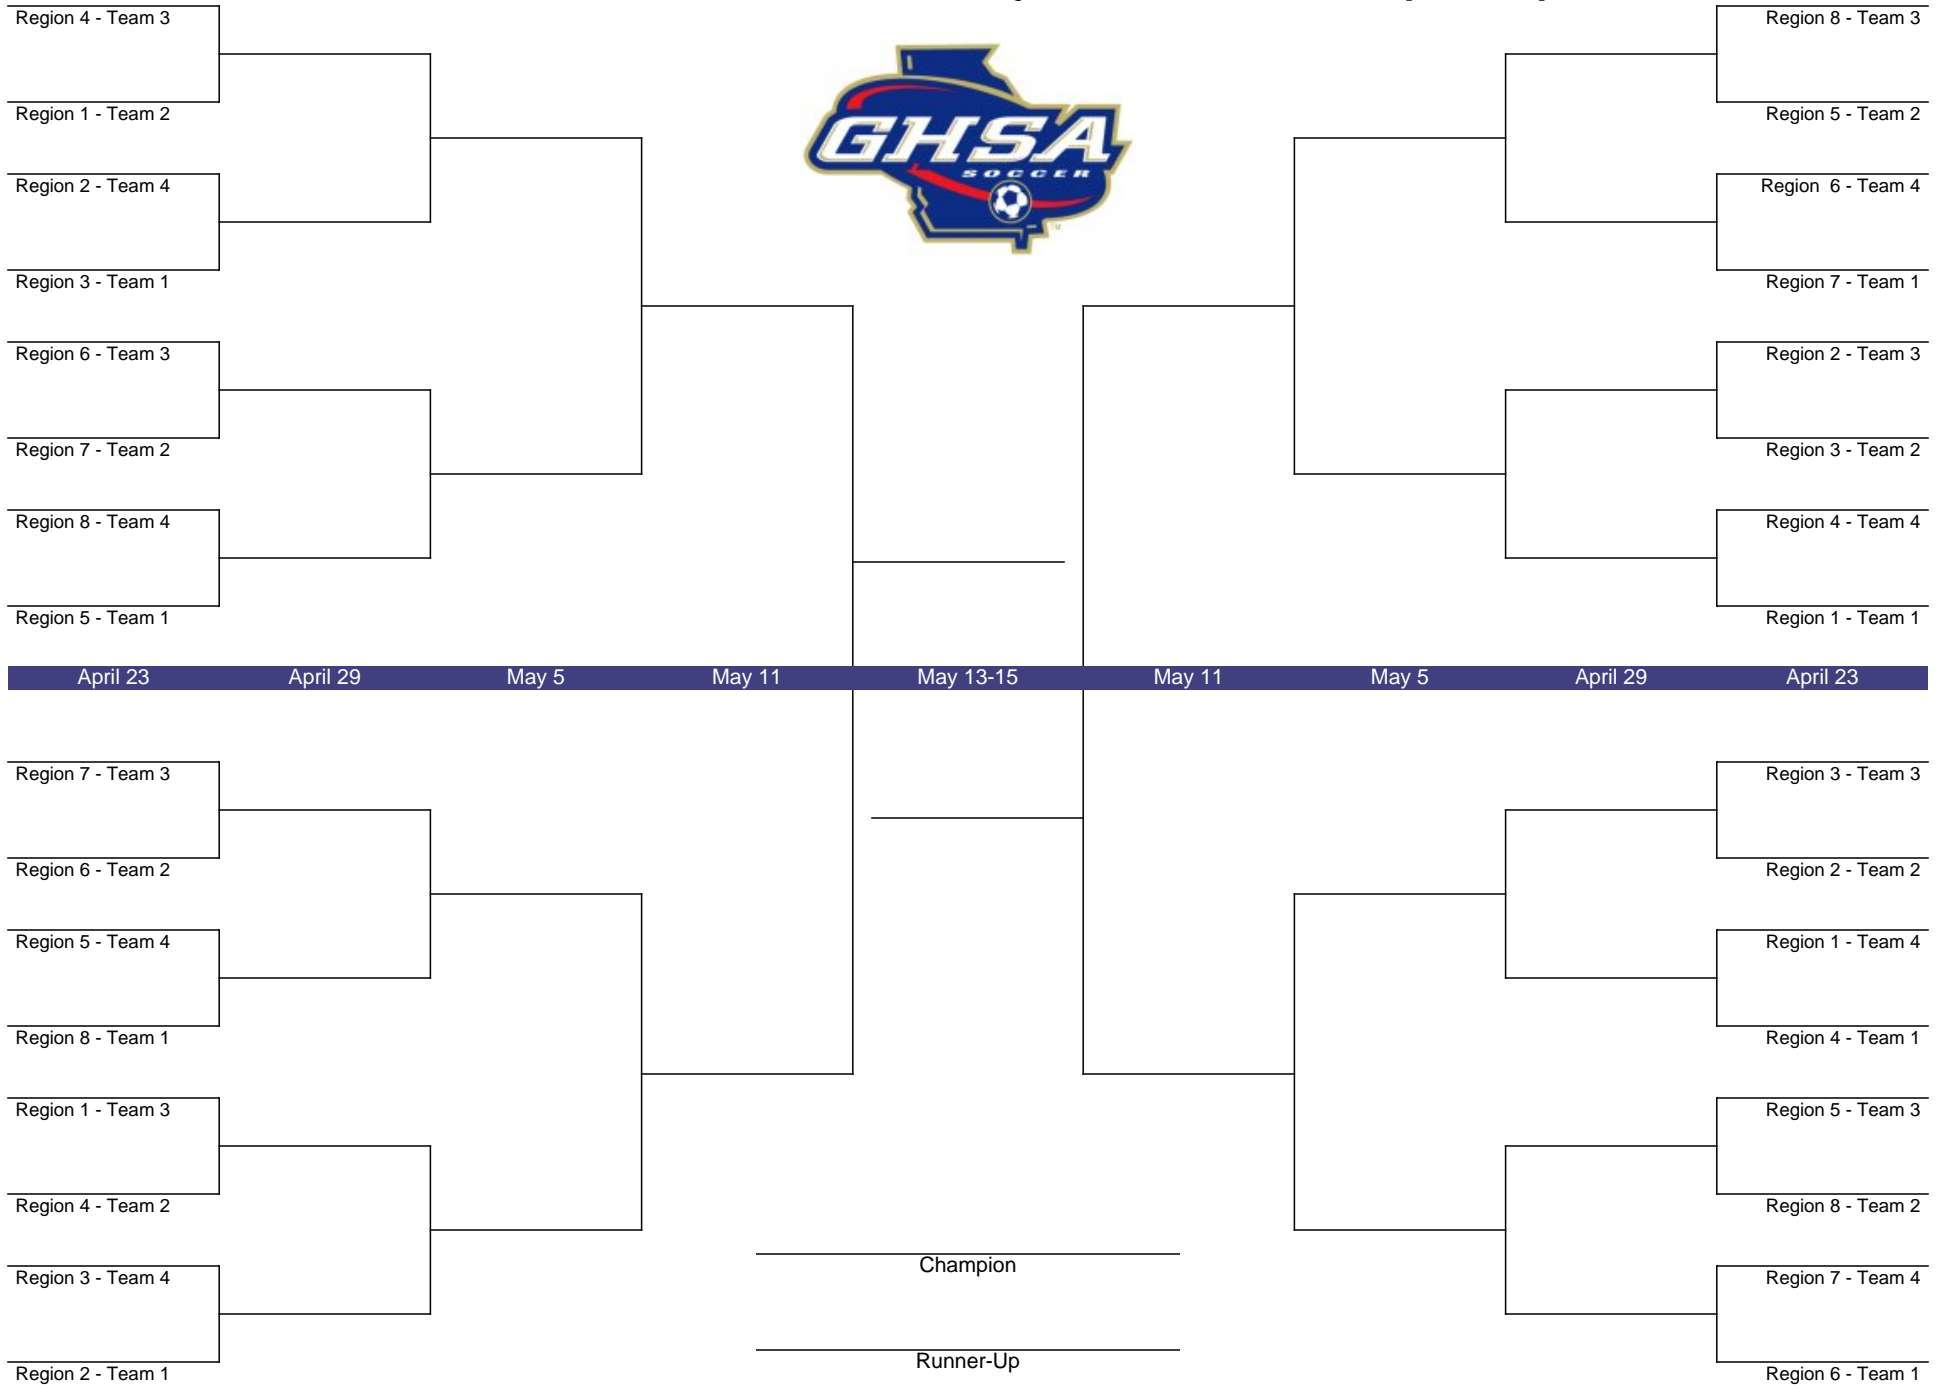 Region 4 - Team 3
Region 1 - Team 2
Region 2 - Team 4
Region 3 - Team 1
Region 6 - Team 3
Region 7 - Team 2
Region 8 - Team 4
Region 5 - Team 1
GHSA
SOCCER
TM
Region 8 - Team 3
Region 5 - Team 2
Region 6 - Team 4
Region 7 - Team 1
Region 2 - Team 3
Region 3 - Team 2
Region 4 - Team 4
Region 1 - Team 1
April 23 April 29 May 5 May 11 May 13-15 May 11 May 5 April 29 April 23
Region 7 - Team 3
Region 6 - Team 2
Region 5 - Team 4
Region 8 - Team 1
Region 1 - Team 3
Region 4 - Team 2
Region 3 - Team 4
Region 2 - Team 1
Champion
Runner-Up
Region 3 - Team 3
Region 2 - Team 2
Region 1 - Team 4
Region 4 - Team 1
Region 5 - Team 3
Region 8 - Team 2
Region 7 - Team 4
Region 6 - Team 1